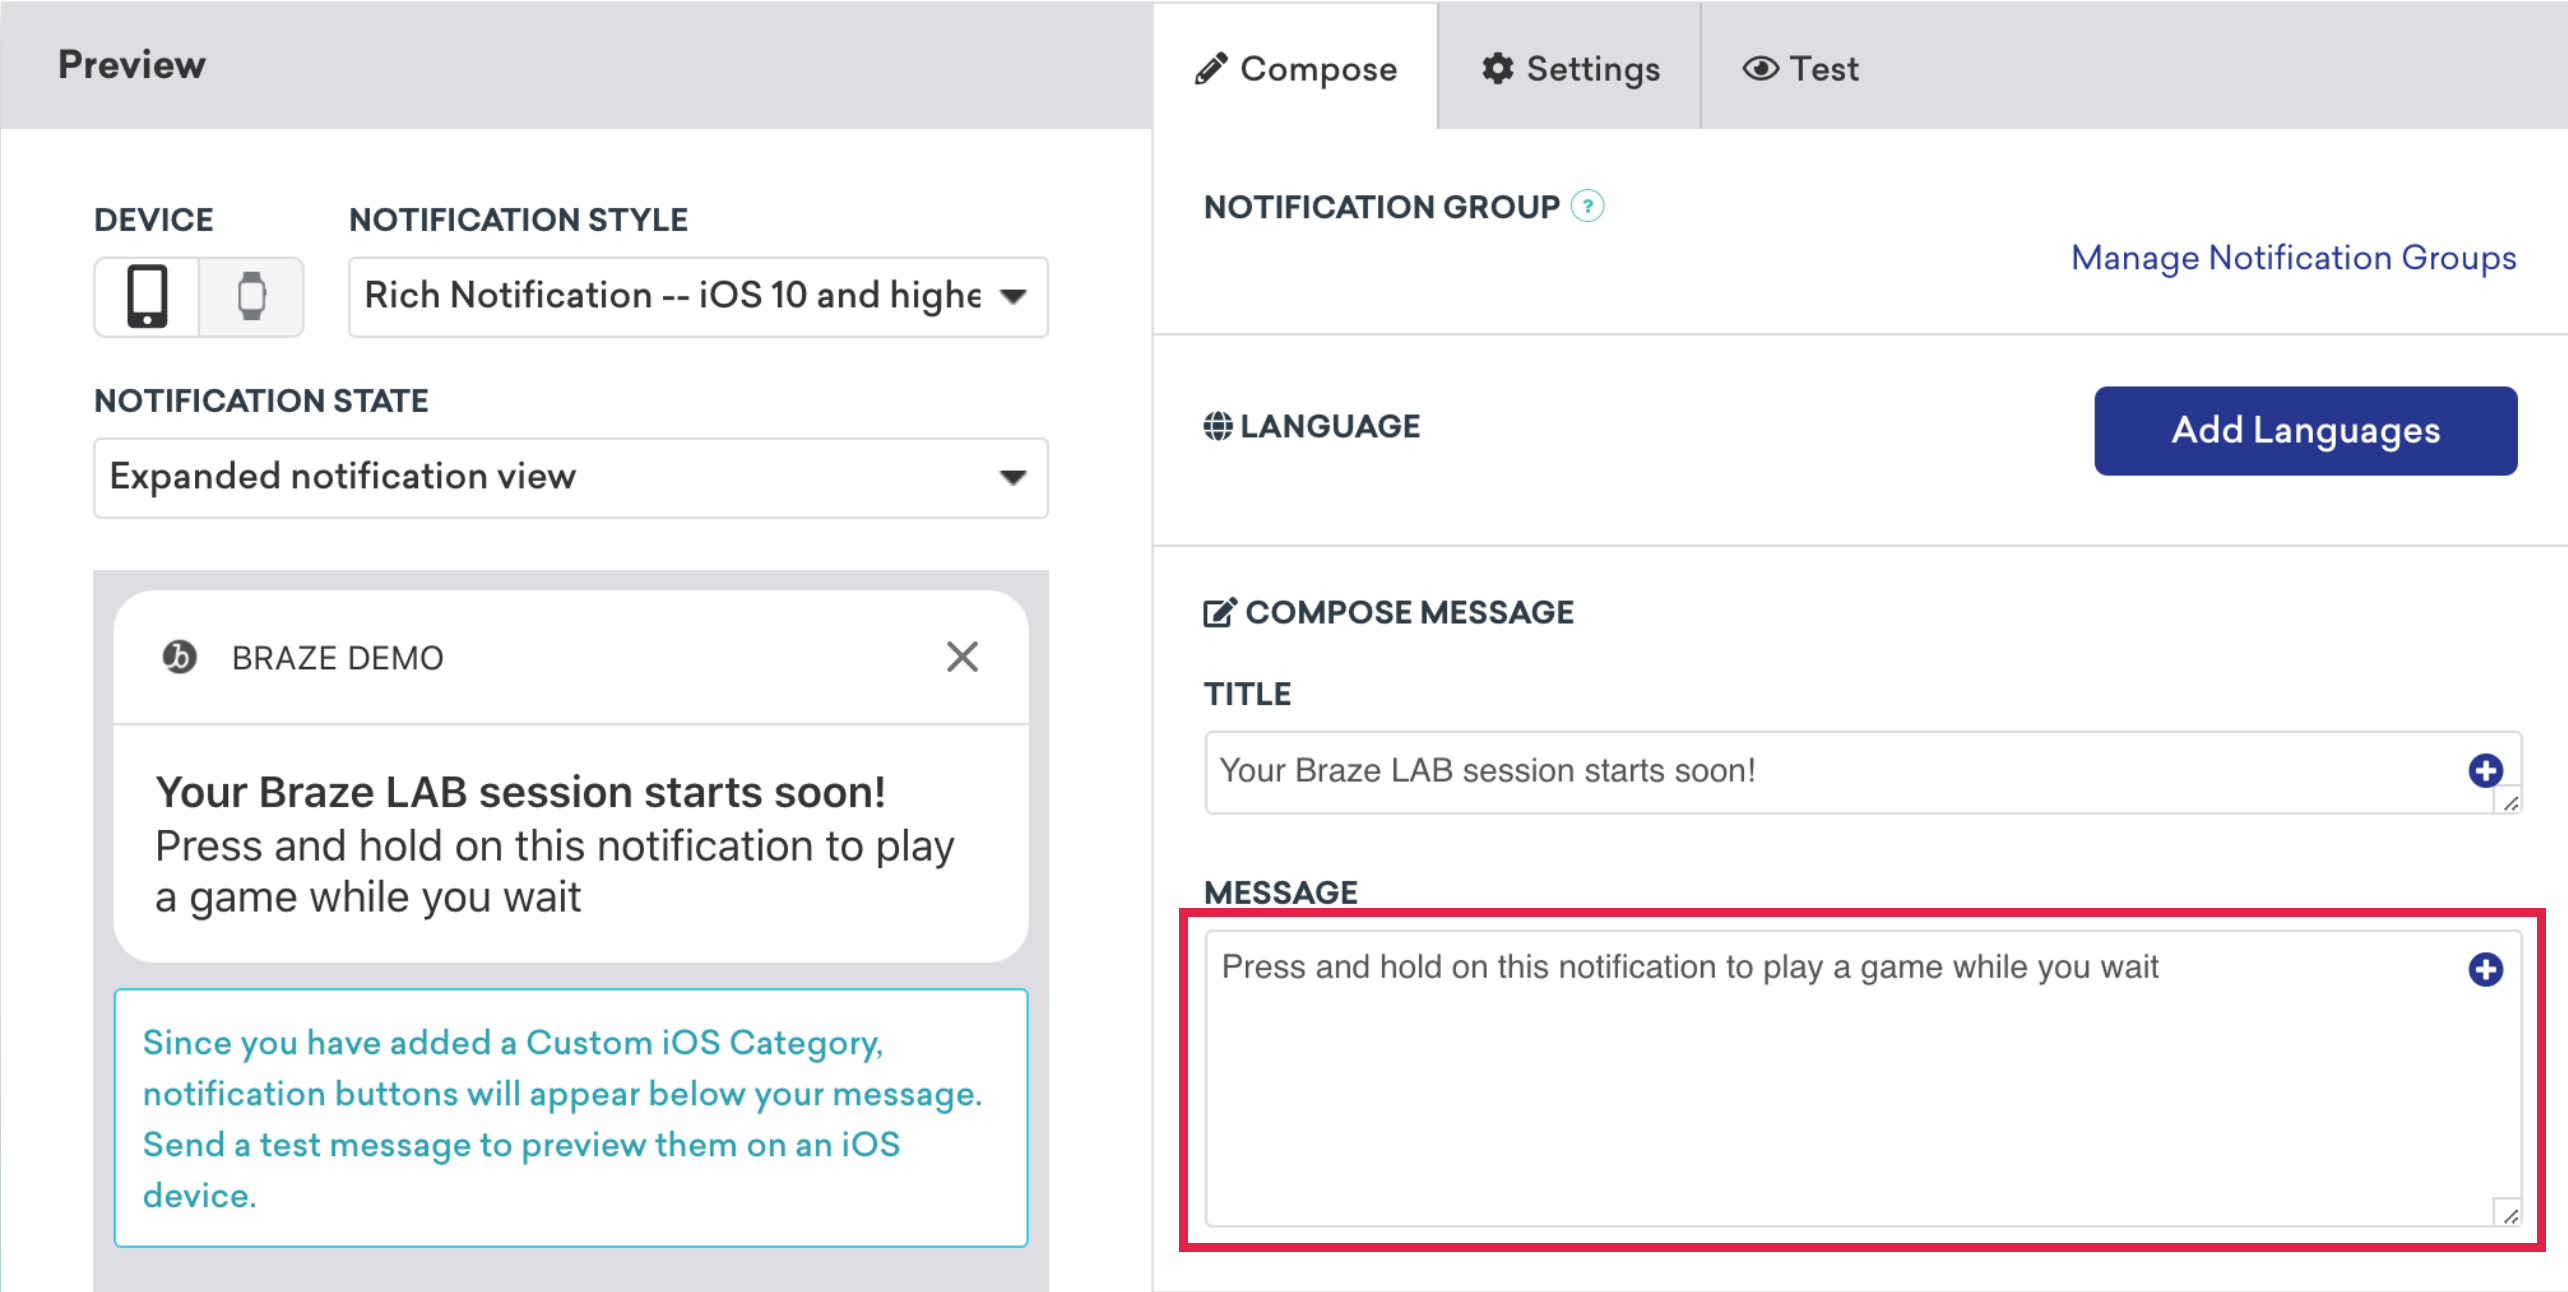 Preview
Compose
Settings
Test
DEVICE
NOTIFICATION STYLE
Rich Notification -- iOS 10 and highe
NOTIFICATION STATE
Expanded notification view
BRAZE DEMO
Your Braze LAB session starts soon!
Press and hold on this notification to play
a game while you wait
Since you have added a Custom iOS Category,
notification buttons will appear below your message.
Send a test message to preview them on an iOS
device.
NOTIFICATION GROUP ?
Manage Notification Groups
LANGUAGE
Add Languages
COMPOSE MESSAGE
TITLE
Your Braze LAB session starts soon!
MESSAGE
Press and hold on this notification to play a game while you wait